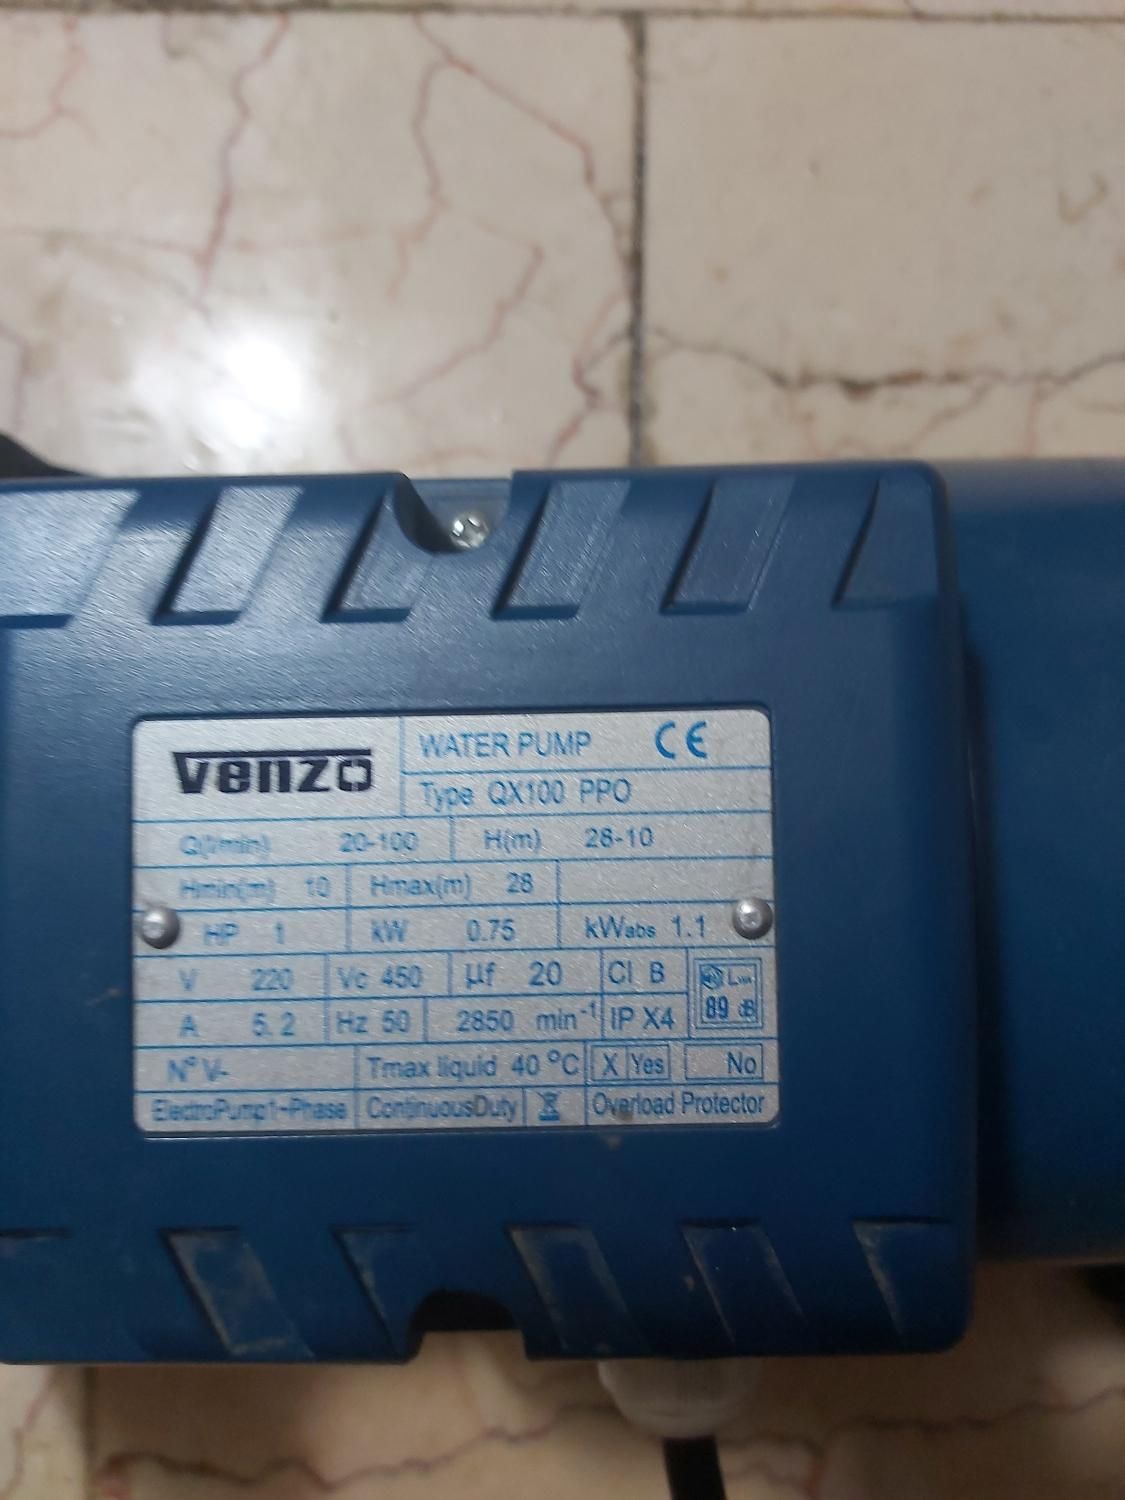 venzo
WATER PUMP CE
Type QX100 PPO
Q(l/min) 20-100 H(m) 28-10
Hmin(m) 10 Hmax(m) 28
HP 1 kW 0.75 kWabs 1.1
V 220 Vc 450 µf 20 Cl B
A 5.2 Hz 50 2850 min-1 IP X4
89 dB
N° V- Tmax liquid 40 °C X Yes No
ElectroPump1~Phase ContinuousDuty Overload Protector